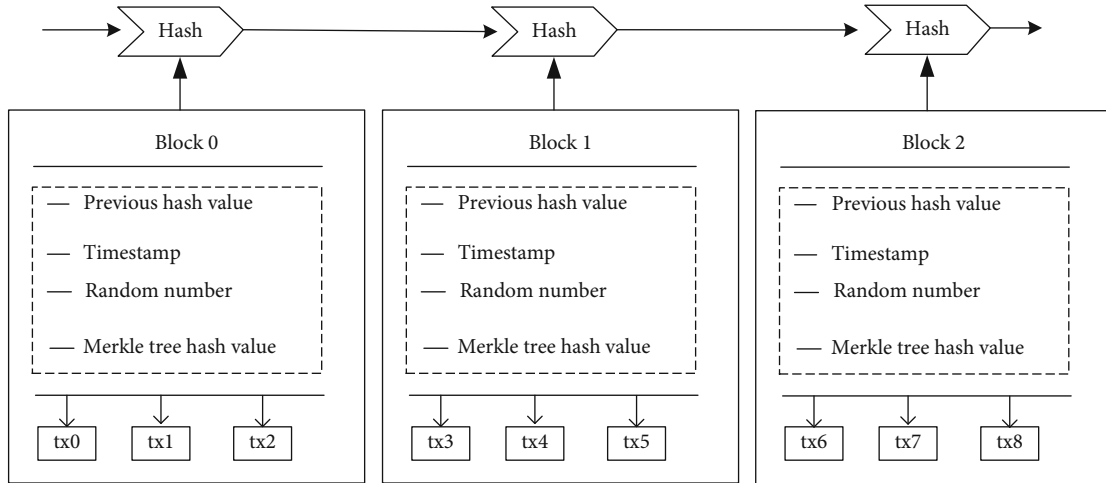 Hash
Hash
Hash
Block 0
Previous hash value
Timestamp
Random number
Merkle tree hash value
tx0
tx1
tx2
Block 1
Previous hash value
Timestamp
Random number
Merkle tree hash value
tx3
tx4
tx5
Block 2
Previous hash value
Timestamp
Random number
Merkle tree hash value
tx6
tx7
tx8